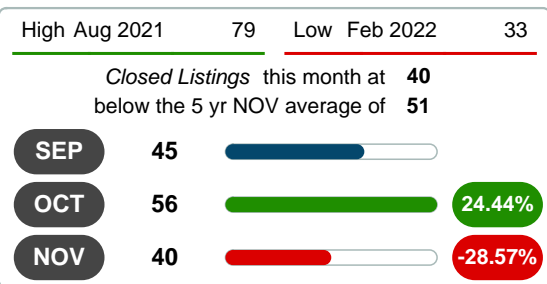 High Aug 2021 79 Low Feb 2022 33
Closed Listings this month at 40
below the 5 yr NOV average of 51
SEP 45
OCT 56 24.44%
NOV 40 -28.57%